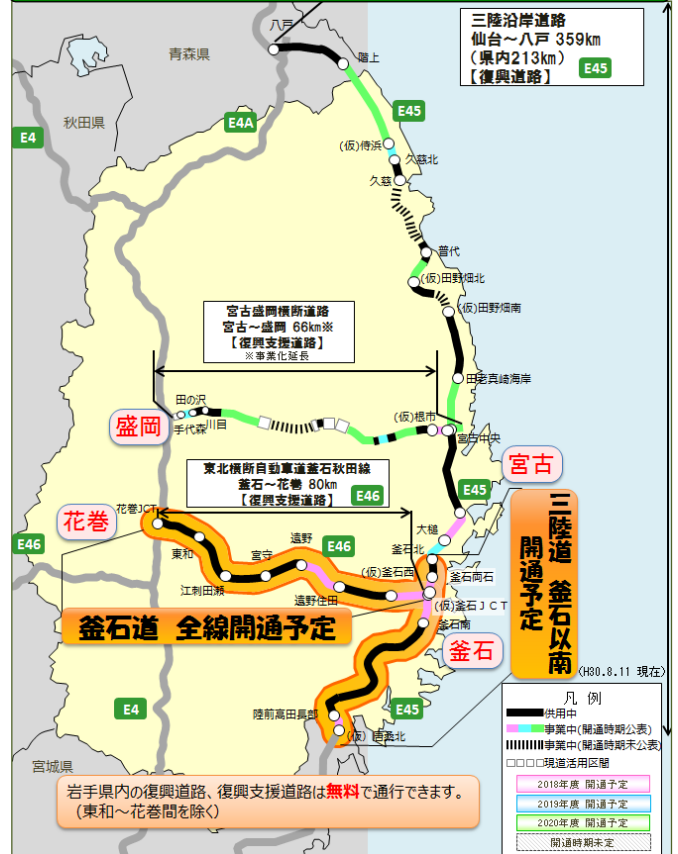 八戸
三陸沿岸道路
仙台～八戸 359km
(県内213km)
【復興道路】
E45
青森県
階上
秋田県
E4
E4A
E45
(仮)侍浜
久慈北
久慈
普代
(仮)田野畑北
(仮)田野畑南
宮古盛岡横断道路
宮古～盛岡 66km※
【復興支援道路】
※事業化延長
田老真崎海岸
田の沢
盛岡
手代森
川目
(仮)根市
宮古中央
東北横断自動車道釜石秋田線
釜石～花巻 80km
【復興支援道路】
E46
宮古
E45
花巻JCT
花巻
大槌
三陸道 釜石以南
開通予定
E46
東和
遠野
E46
釜石北
宮守
(仮)釜石西
釜石両石
江刺田瀬
遠野住田
(仮)釜石JCT
釜石道 全線開通予定
釜石南
釜石
(H30.8.11 現在)
E4
陸前高田長部
E45
(仮)唐桑北
宮城県
凡 例
供用中
事業中(開通時期公表)
事業中(開通時期未公表)
現道活用区間
2018年度 開通予定
2019年度 開通予定
2020年度 開通予定
開通時期未定
岩手県内の復興道路、復興支援道路は無料で通行できます。
(東和～花巻間を除く)